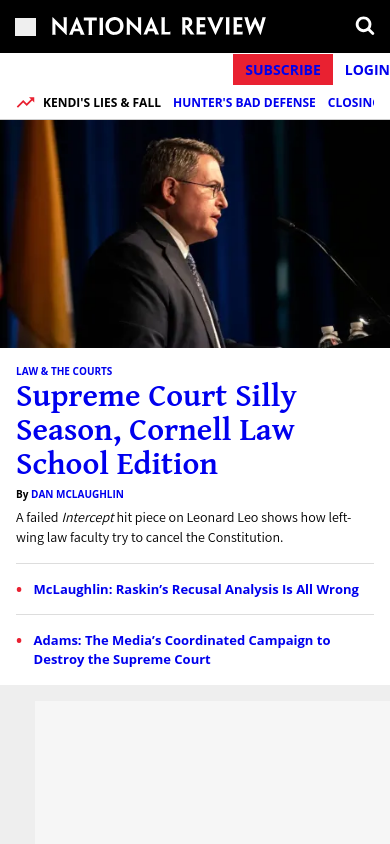 NATIONAL REVIEW
SUBSCRIBE LOGIN
KENDI'S LIES & FALL HUNTER'S BAD DEFENSE CLOSING
LAW & THE COURTS
Supreme Court Silly
Season, Cornell Law
School Edition
By DAN MCLAUGHLIN
A failed Intercept hit piece on Leonard Leo shows how left-
wing law faculty try to cancel the Constitution.
• McLaughlin: Raskin’s Recusal Analysis Is All Wrong
• Adams: The Media’s Coordinated Campaign to
Destroy the Supreme Court